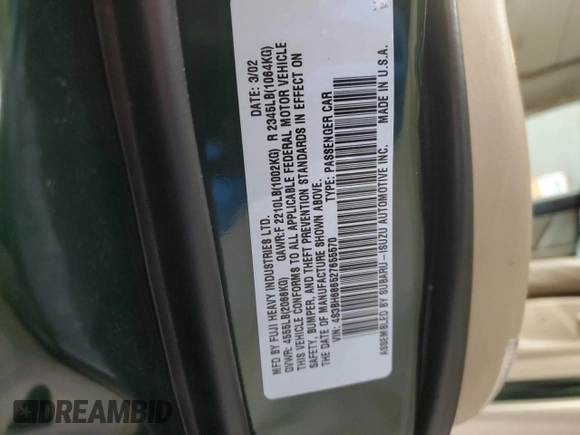 MFD BY FUJI HEAVY INDUSTRIES LTD. DATE: 3/02
GVWR: 4555LB(2066KG) GAWR:F 2210LB(1002KG) R 2345LB(1064KG)
THIS VEHICLE CONFORMS TO ALL APPLICABLE FEDERAL MOTOR VEHICLE
SAFETY, BUMPER, AND THEFT PREVENTION STANDARDS IN EFFECT ON
THE DATE OF MANUFACTURE SHOWN ABOVE.
VIN: 4S3BH686527655570 TYPE: PASSENGER CAR
ASSEMBLED BY SUBARU-ISUZU AUTOMOTIVE INC. MADE IN U.S.A.
DREAMBID